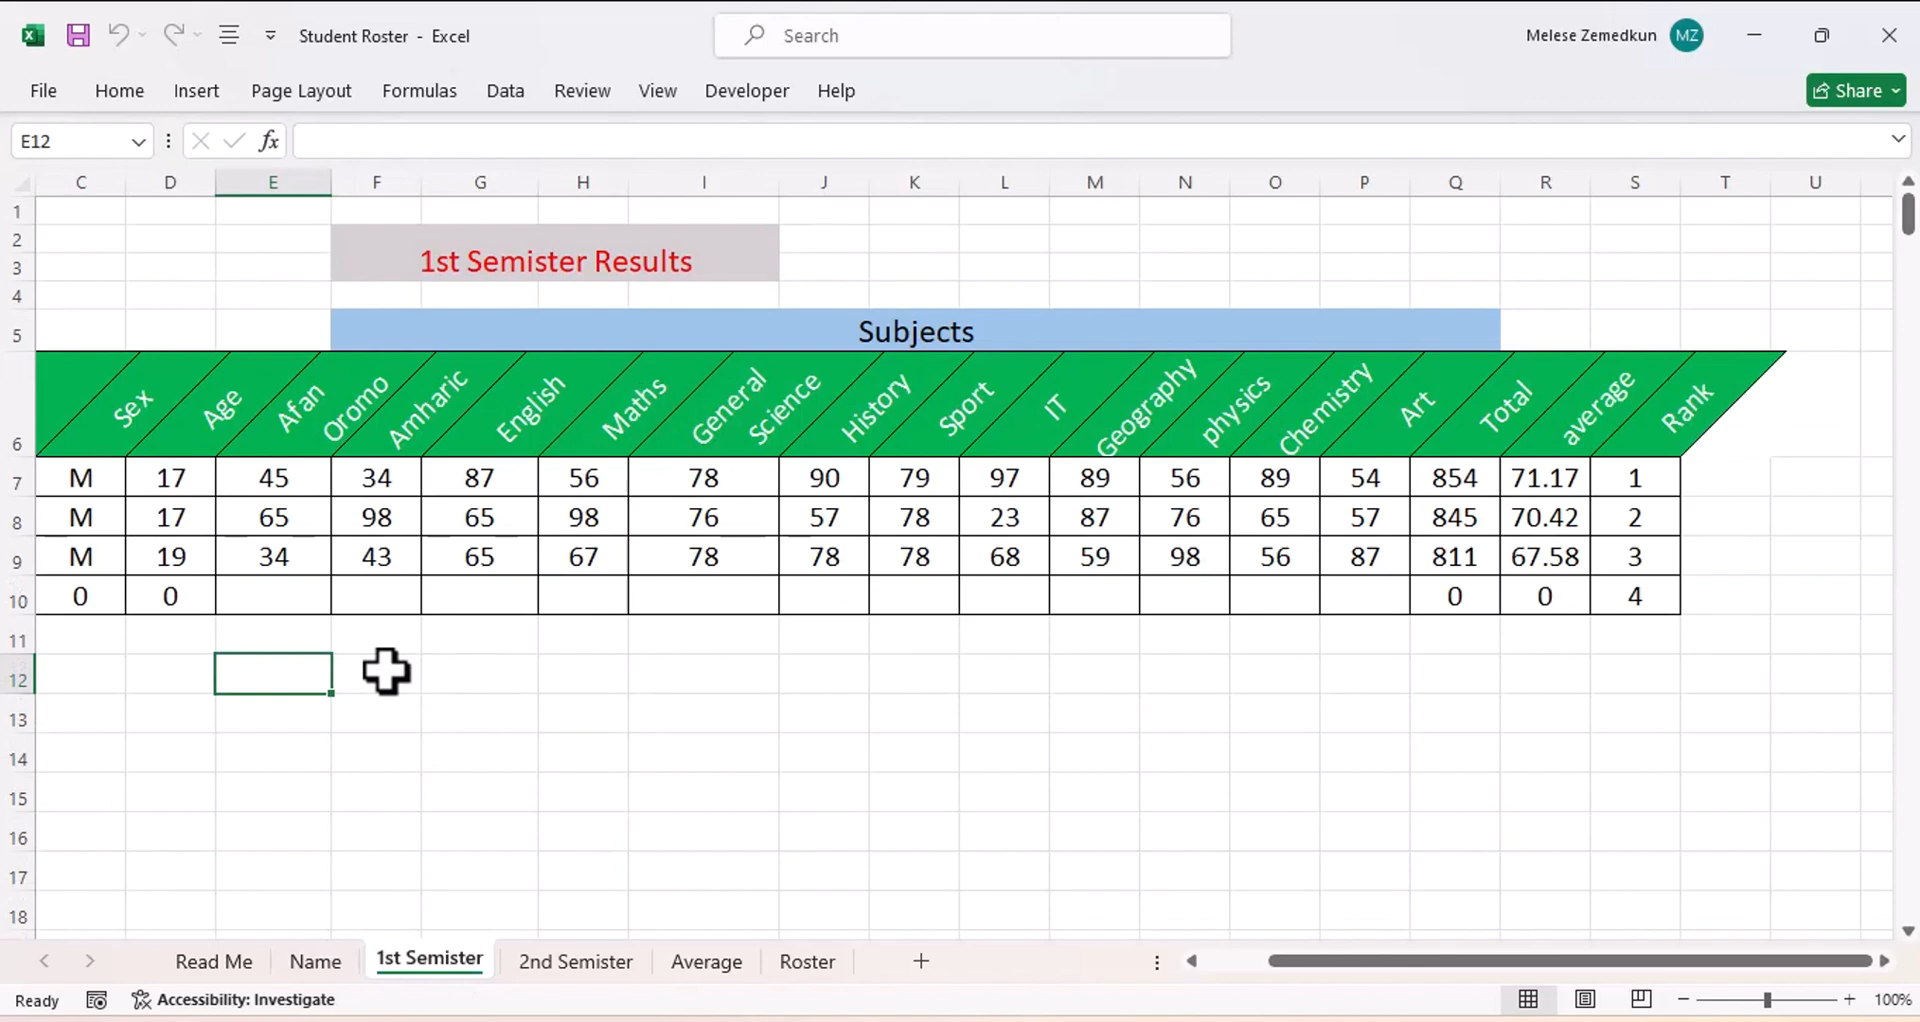 Student Roster - Excel
Search
Melese Zemedkun MZ
File Home Insert Page Layout Formulas Data Review View Developer Help Share
E12 fx
C D E F G H I J K L M N O P Q R S T U
1
2
1st Semister Results
3
4
5 Subjects
6 Sex Age Afan Oromo Amharic English Maths General Science History Sport IT Geography physics Chemistry Art Total average Rank
7 M 17 45 34 87 56 78 90 79 97 89 56 89 54 854 71.17 1
8 M 17 65 98 65 98 76 57 78 23 87 76 65 57 845 70.42 2
9 M 19 34 43 65 67 78 78 78 68 59 98 56 87 811 67.58 3
10 0 0 0 0 4
11
12
13
14
15
16
17
18
Read Me Name 1st Semister 2nd Semister Average Roster
Ready Accessibility: Investigate 100%